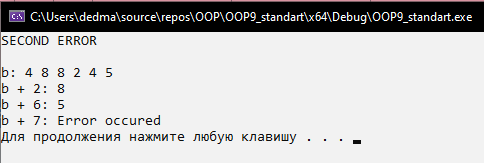 C:\Users\dedma\source\repos\OOP\OOP9_standart\x64\Debug\OOP9_standart.exe
SECOND ERROR
b: 4 8 8 2 4 5
b + 2: 8
b + 6: 5
b + 7: Error occured
Для продолжения нажмите любую клавишу . . .